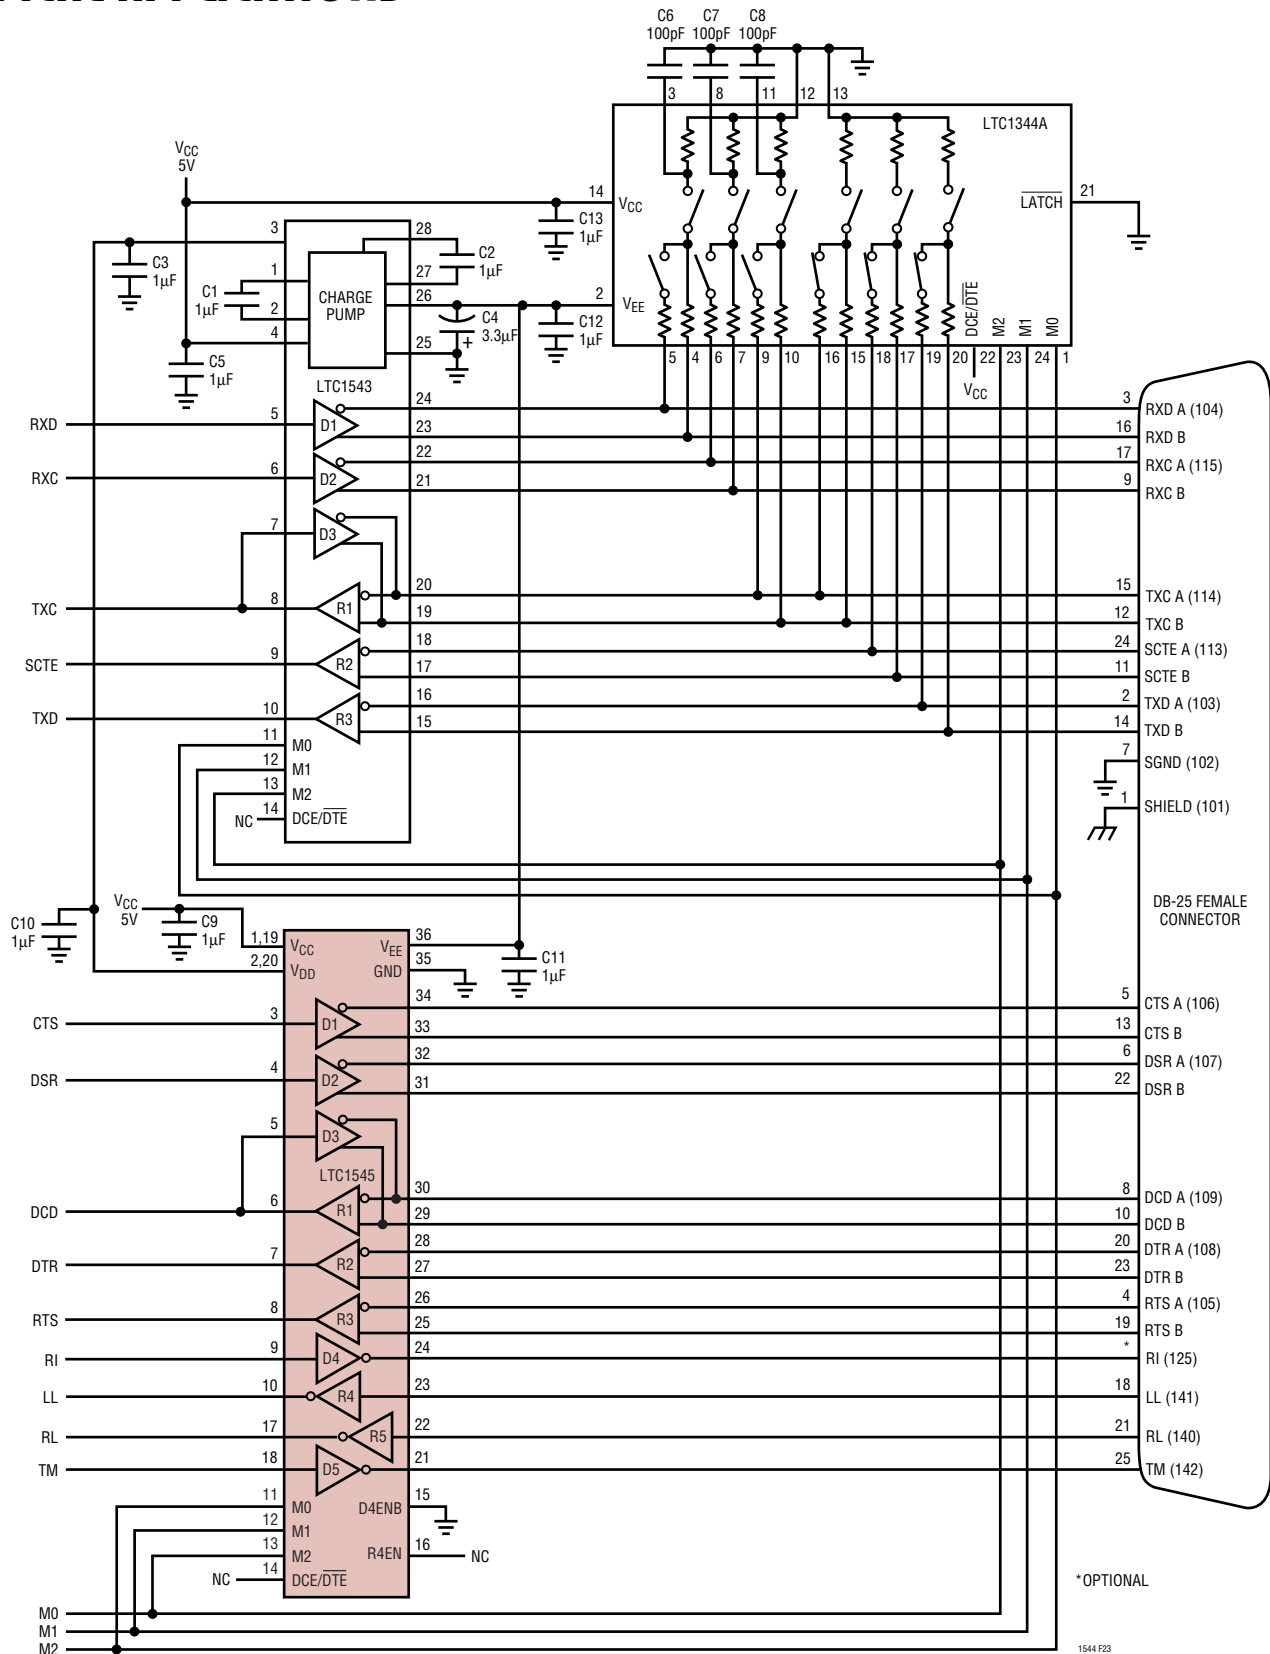 C6 C7 C8
100pF 100pF 100pF
3 8 11 12 13
LTC1344A
VCC
5V
14
VCC
LATCH
21
C13
1µF
3
28
C3
1µF
C2
1µF
1
27
C1
1µF
CHARGE
PUMP
26
2
VEE
2
C4
3.3µF
+
C12
1µF
4
25
C5
1µF
DCE/DTE
M2
M1
M0
5 4 6 7 9 10 16 15 18 17 19 20 22 23 24 1
VCC
LTC1543
RXD
5
D1
24
3
RXD A (104)
23
16
RXD B
RXC
6
D2
22
17
RXC A (115)
21
9
RXC B
7
D3
TXC
8
R1
20
15
TXC A (114)
19
12
TXC B
SCTE
9
R2
18
24
SCTE A (113)
17
11
SCTE B
TXD
10
R3
16
2
TXD A (103)
15
14
TXD B
11
M0
12
M1
13
M2
NC
14
DCE/DTE
7
SGND (102)
1
SHIELD (101)
DB-25 FEMALE
CONNECTOR
C10
1µF
VCC
5V
C9
1µF
1,19
VCC
2,20
VDD
VEE
36
GND
35
C11
1µF
CTS
3
D1
34
5
CTS A (106)
33
13
CTS B
DSR
4
D2
32
6
DSR A (107)
31
22
DSR B
5
D3
LTC1545
DCD
6
R1
30
8
DCD A (109)
29
10
DCD B
DTR
7
R2
28
20
DTR A (108)
27
23
DTR B
RTS
8
R3
26
4
RTS A (105)
25
19
RTS B
RI
9
D4
24
*
RI (125)
LL
10
R4
23
18
LL (141)
RL
17
R5
22
21
RL (140)
TM
18
D5
21
25
TM (142)
11
M0
D4ENB
15
12
M1
13
M2
R4EN
16
NC
NC
14
DCE/DTE
*OPTIONAL
M0
M1
M2
1544 F23